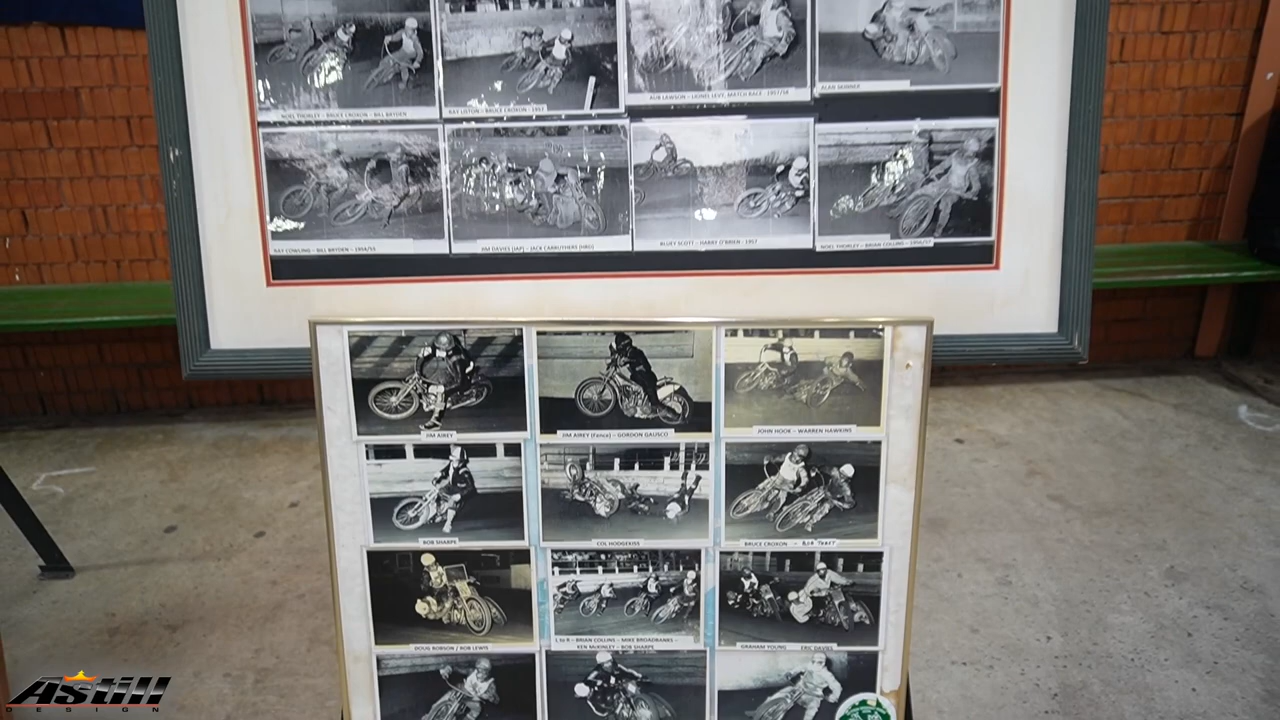 NOEL THORLEY – BRUCE CROXON – BILL BRYDEN
RAY LISTON – BRUCE CROXON - 1957
BOB LAWSON – LIONEL LEVY, MATCH RACE - 1957/58
ALAN SKINNER
RAY COWLING – BILL BRYDEN – 1954/55
JIM DAVIES (JAP) – JACK CARRUTHERS (HRD)
BLUEY SCOTT – HARRY O'BRIEN - 1957
NOEL THORLEY – BRIAN COLLINS – 1956/57
JIM AIREY
JIM AIREY (Fence) – GORDON GAUSCO
JOHN HOOK – WARREN HAWKINS
BOB SHARPE
COL HODGEKISS
BRUCE CROXON –
DOUG ROBSON / ROB LEWIS
L to R – BRIAN COLLINS – MIKE BROADBANKS –
KEN McKINLEY – BOB SHARPE
GRAHAM YOUNG ERIC DAVIES
Astill
DESIGN